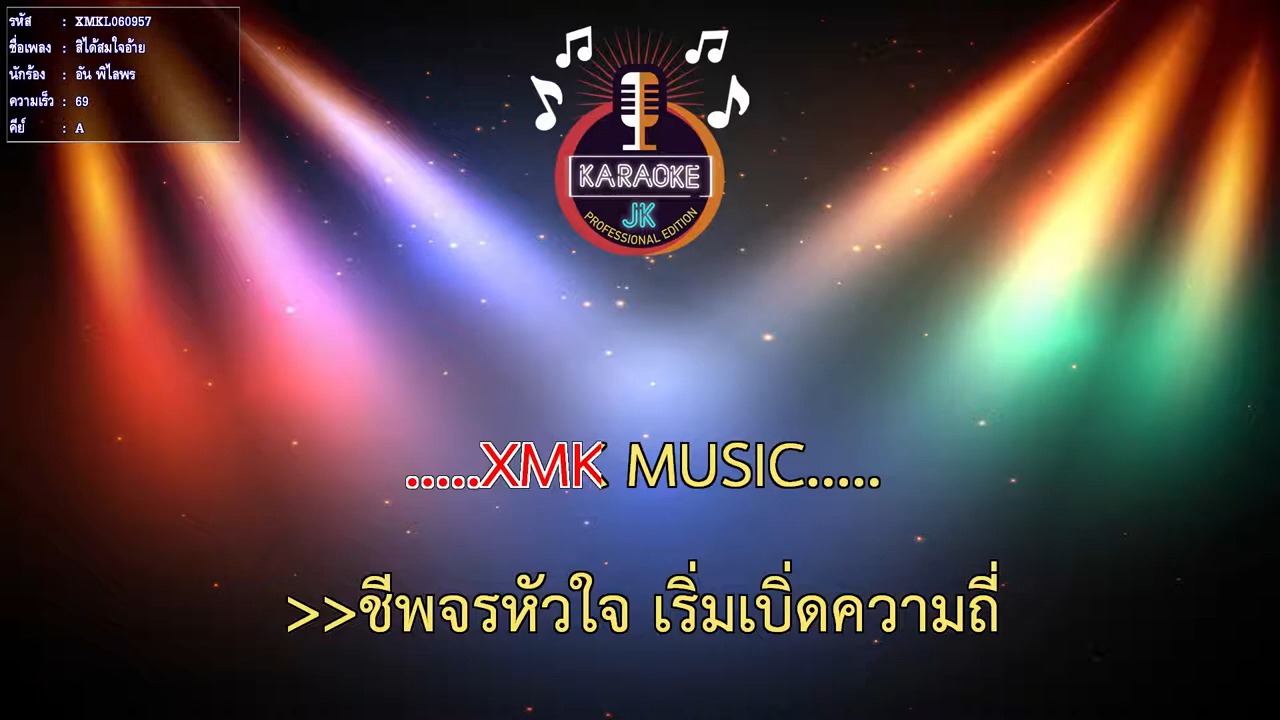 รหัส : XMKL060957
ชื่อเพลง : สิได้สมใจอ้าย
นักร้อง : อัน พิไลพร
ความเร็ว : 69
คีย์ : A
KARAOKE
JK
PROFESSIONAL EDITION
.....XMK MUSIC.....
>>ชีพจรหัวใจ เริ่มเบิ่ดความถี่